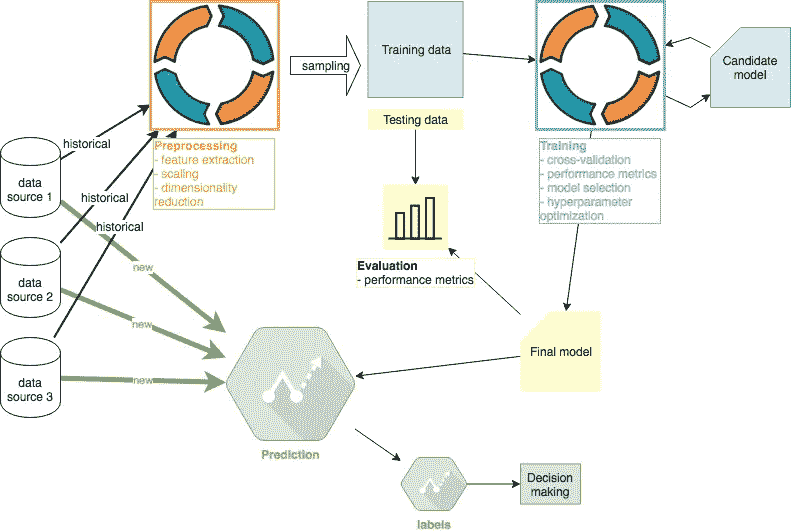 sampling
Training data
Candidate
model
Testing data
historical
historical
historical
Preprocessing
- feature extraction
- scaling
- dimensionality
reduction
Training
- cross-validation
- performance metrics
- model selection
- hyperparameter
optimization
data
source 1
data
source 2
data
source 3
new
new
new
Evaluation
- performance metrics
Final model
Prediction
labels
Decision
making